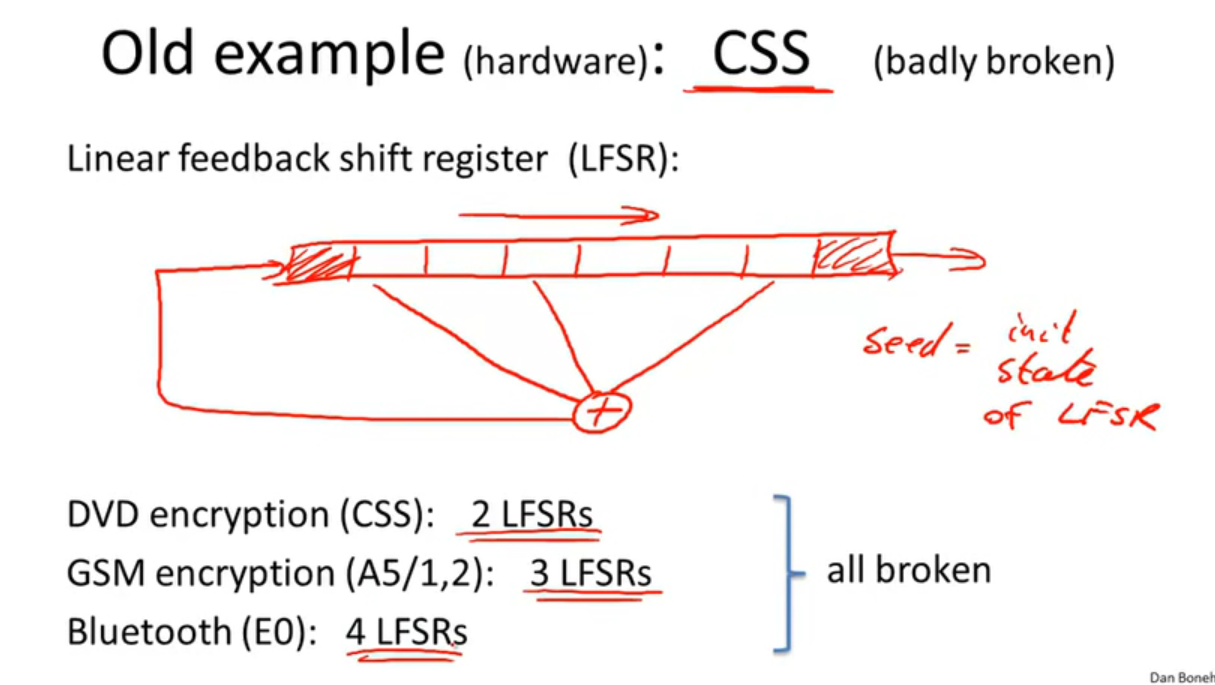 Old example (hardware): CSS (badly broken)
Linear feedback shift register (LFSR):
seed = init
state
of LFSR
DVD encryption (CSS): 2 LFSRs
GSM encryption (A5/1,2): 3 LFSRs
all broken
Bluetooth (E0): 4 LFSRs
Dan Boneh